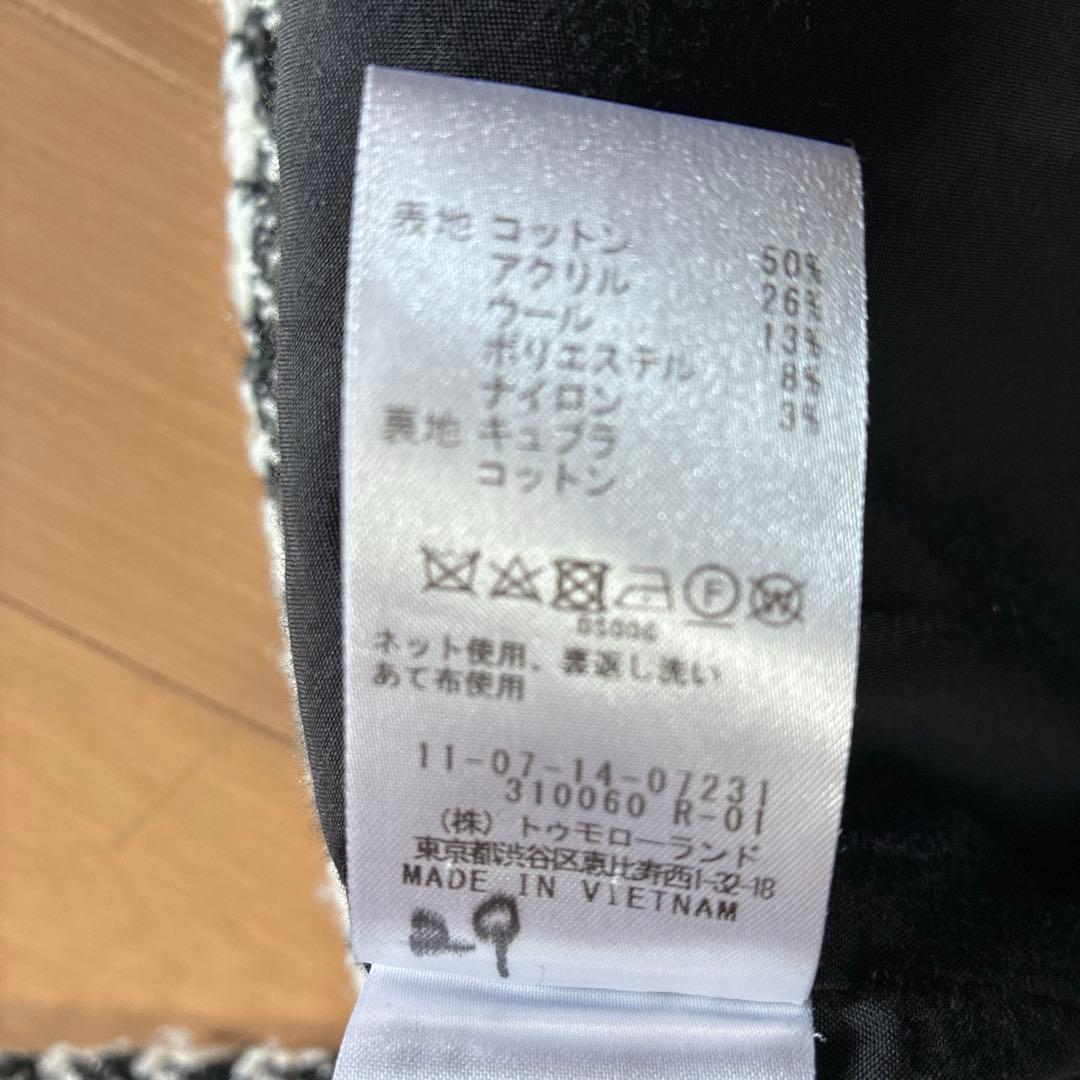 表地 コットン 50%
アクリル 26%
ウール 13%
ポリエステル 8%
ナイロン 3%
裏地 キュプラ
コットン
F W
05006
ネット使用、裏返し洗い
あて布使用
11-07-14-07231
310060 R-01
(株) トゥモローランド
東京都渋谷区恵比寿西1-32-18
MADE IN VIETNAM
29